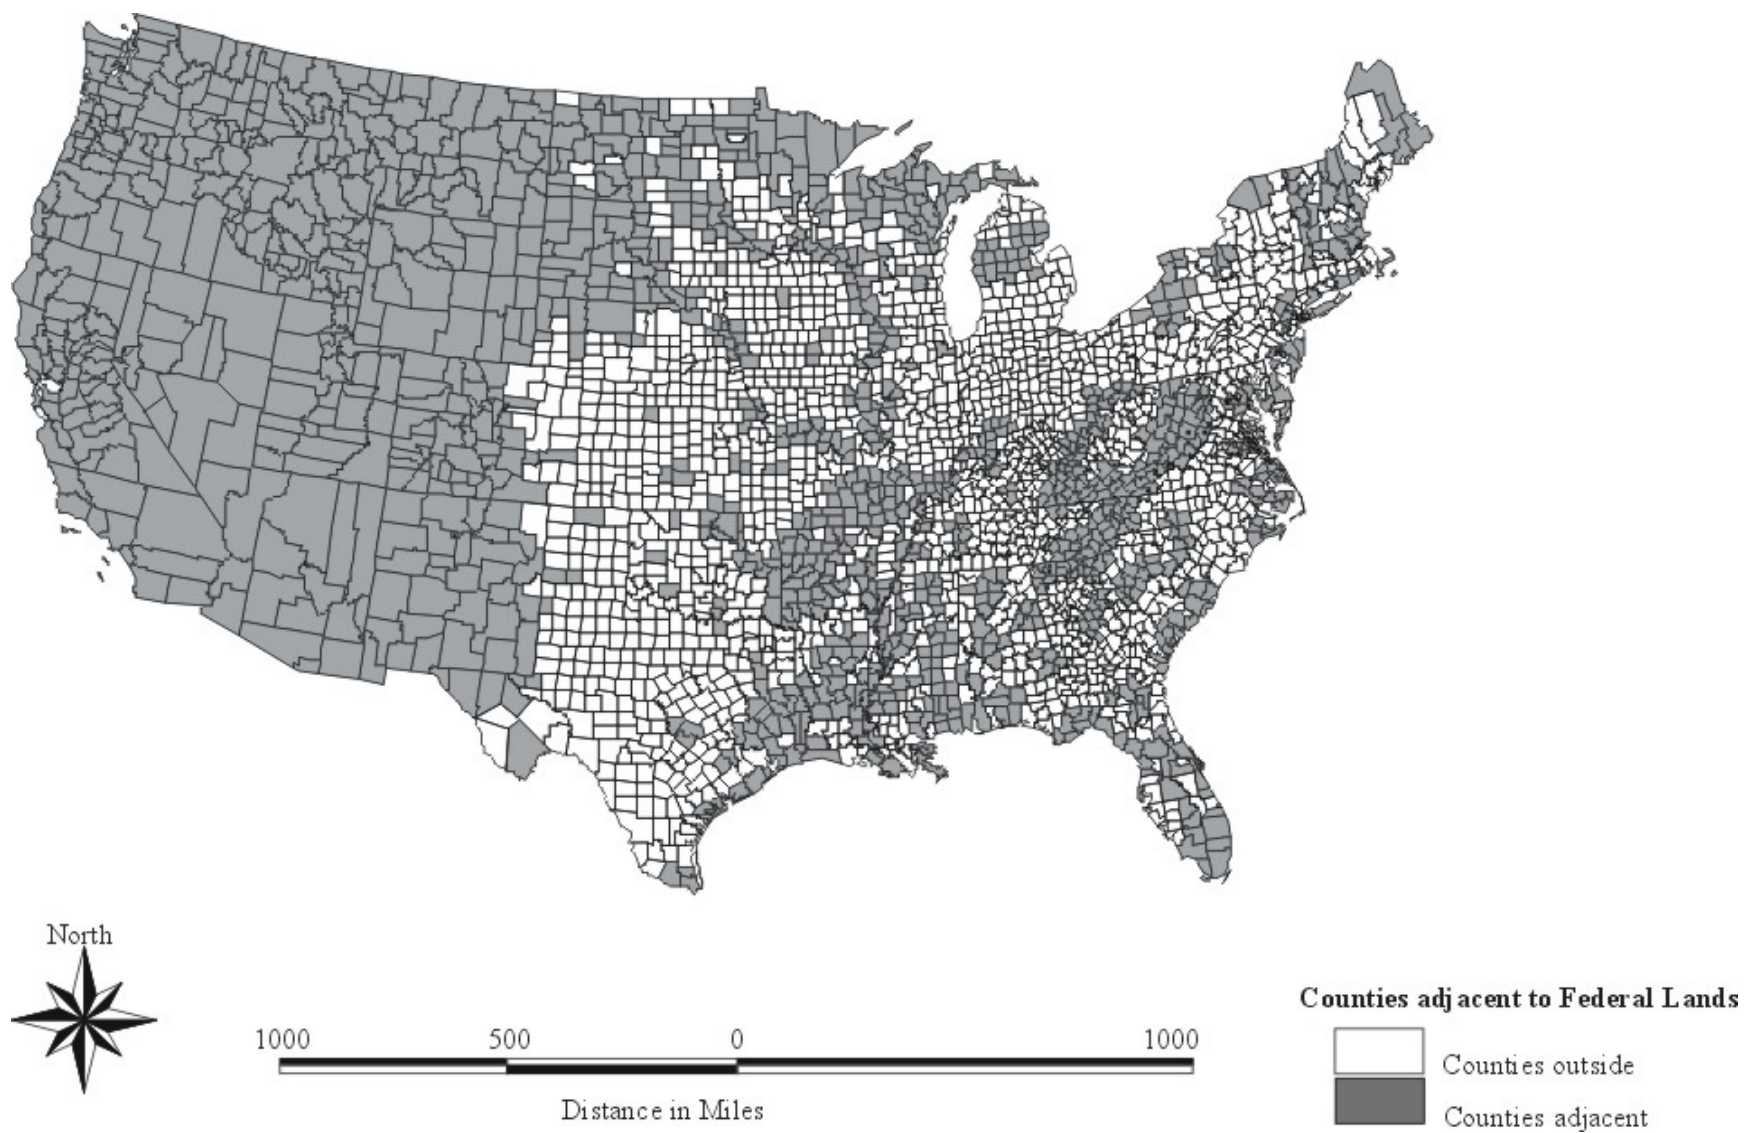 North
1000 500 0 1000
Distance in Miles
Counties adjacent to Federal Lands
Counties outside
Counties adjacent